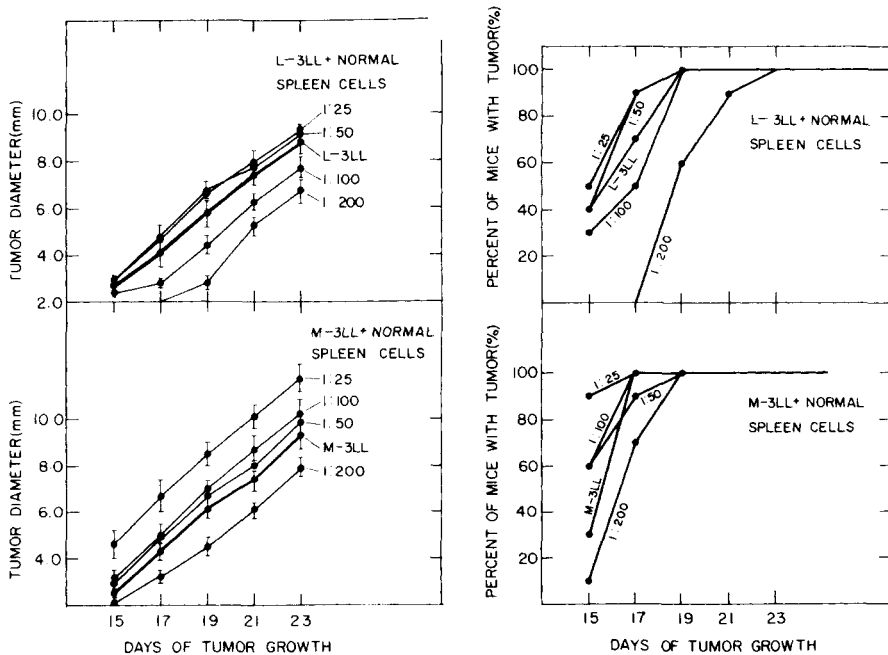 L-3LL+ NORMAL
SPLEEN CELLS
1:25
1:50
L-3LL
1:100
1:200
TUMOR DIAMETER(mm)
10.0
8.0
6.0
4.0
2.0
M-3LL+ NORMAL
SPLEEN CELLS
1:25
1:100
1:50
M-3LL
1:200
TUMOR DIAMETER(mm)
10.0
8.0
6.0
4.0
15 17 19 21 23
DAYS OF TUMOR GROWTH
PERCENT OF MICE WITH TUMOR(%)
100
80
60
40
20
1:25
1:50
L-3LL
1:100
1:200
L-3LL+ NORMAL
SPLEEN CELLS
PERCENT OF MICE WITH TUMOR(%)
100
80
60
40
20
1:25
1:100
1:50
M-3LL
1:200
M-3LL+ NORMAL
SPLEEN CELLS
15 17 19 21 23
DAYS OF TUMOR GROWTH